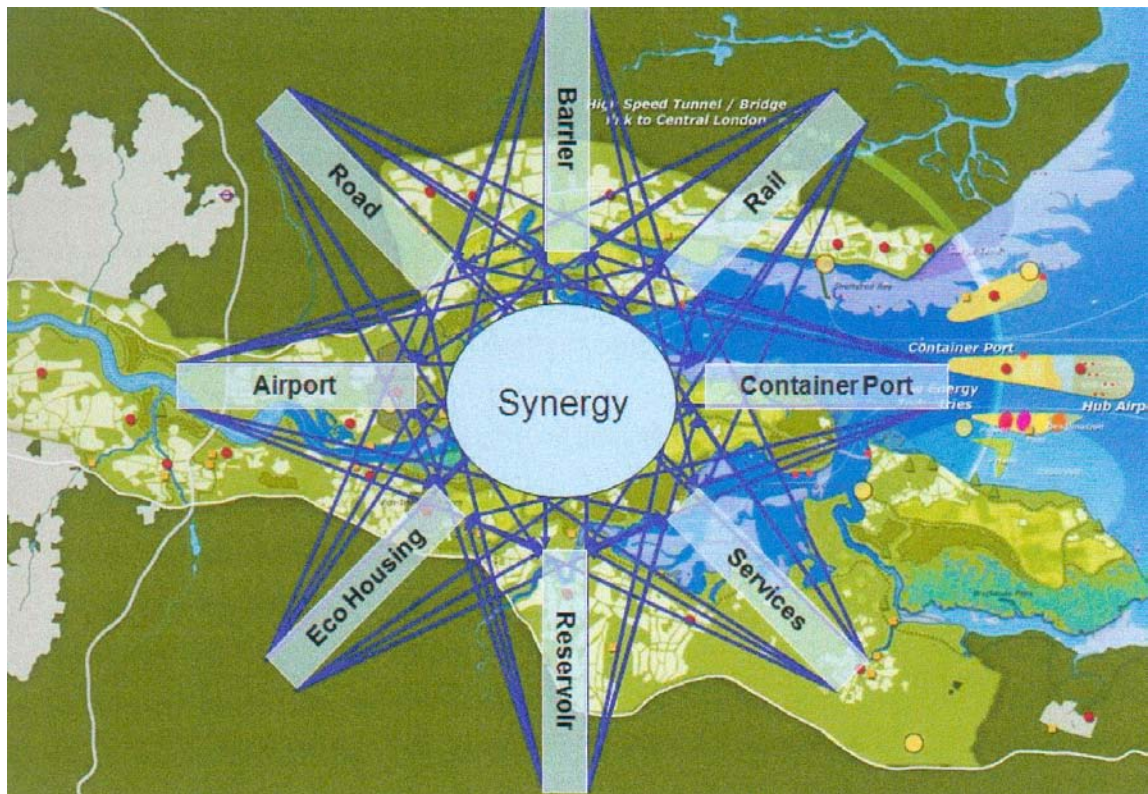 Barrier
High Speed Tunnel / Bridge
Link to Central London
Road
Rail
Container Port
Airport
Synergy
Container Port
Energy
Hub Airp
Eco Housing
Services
Reservoir